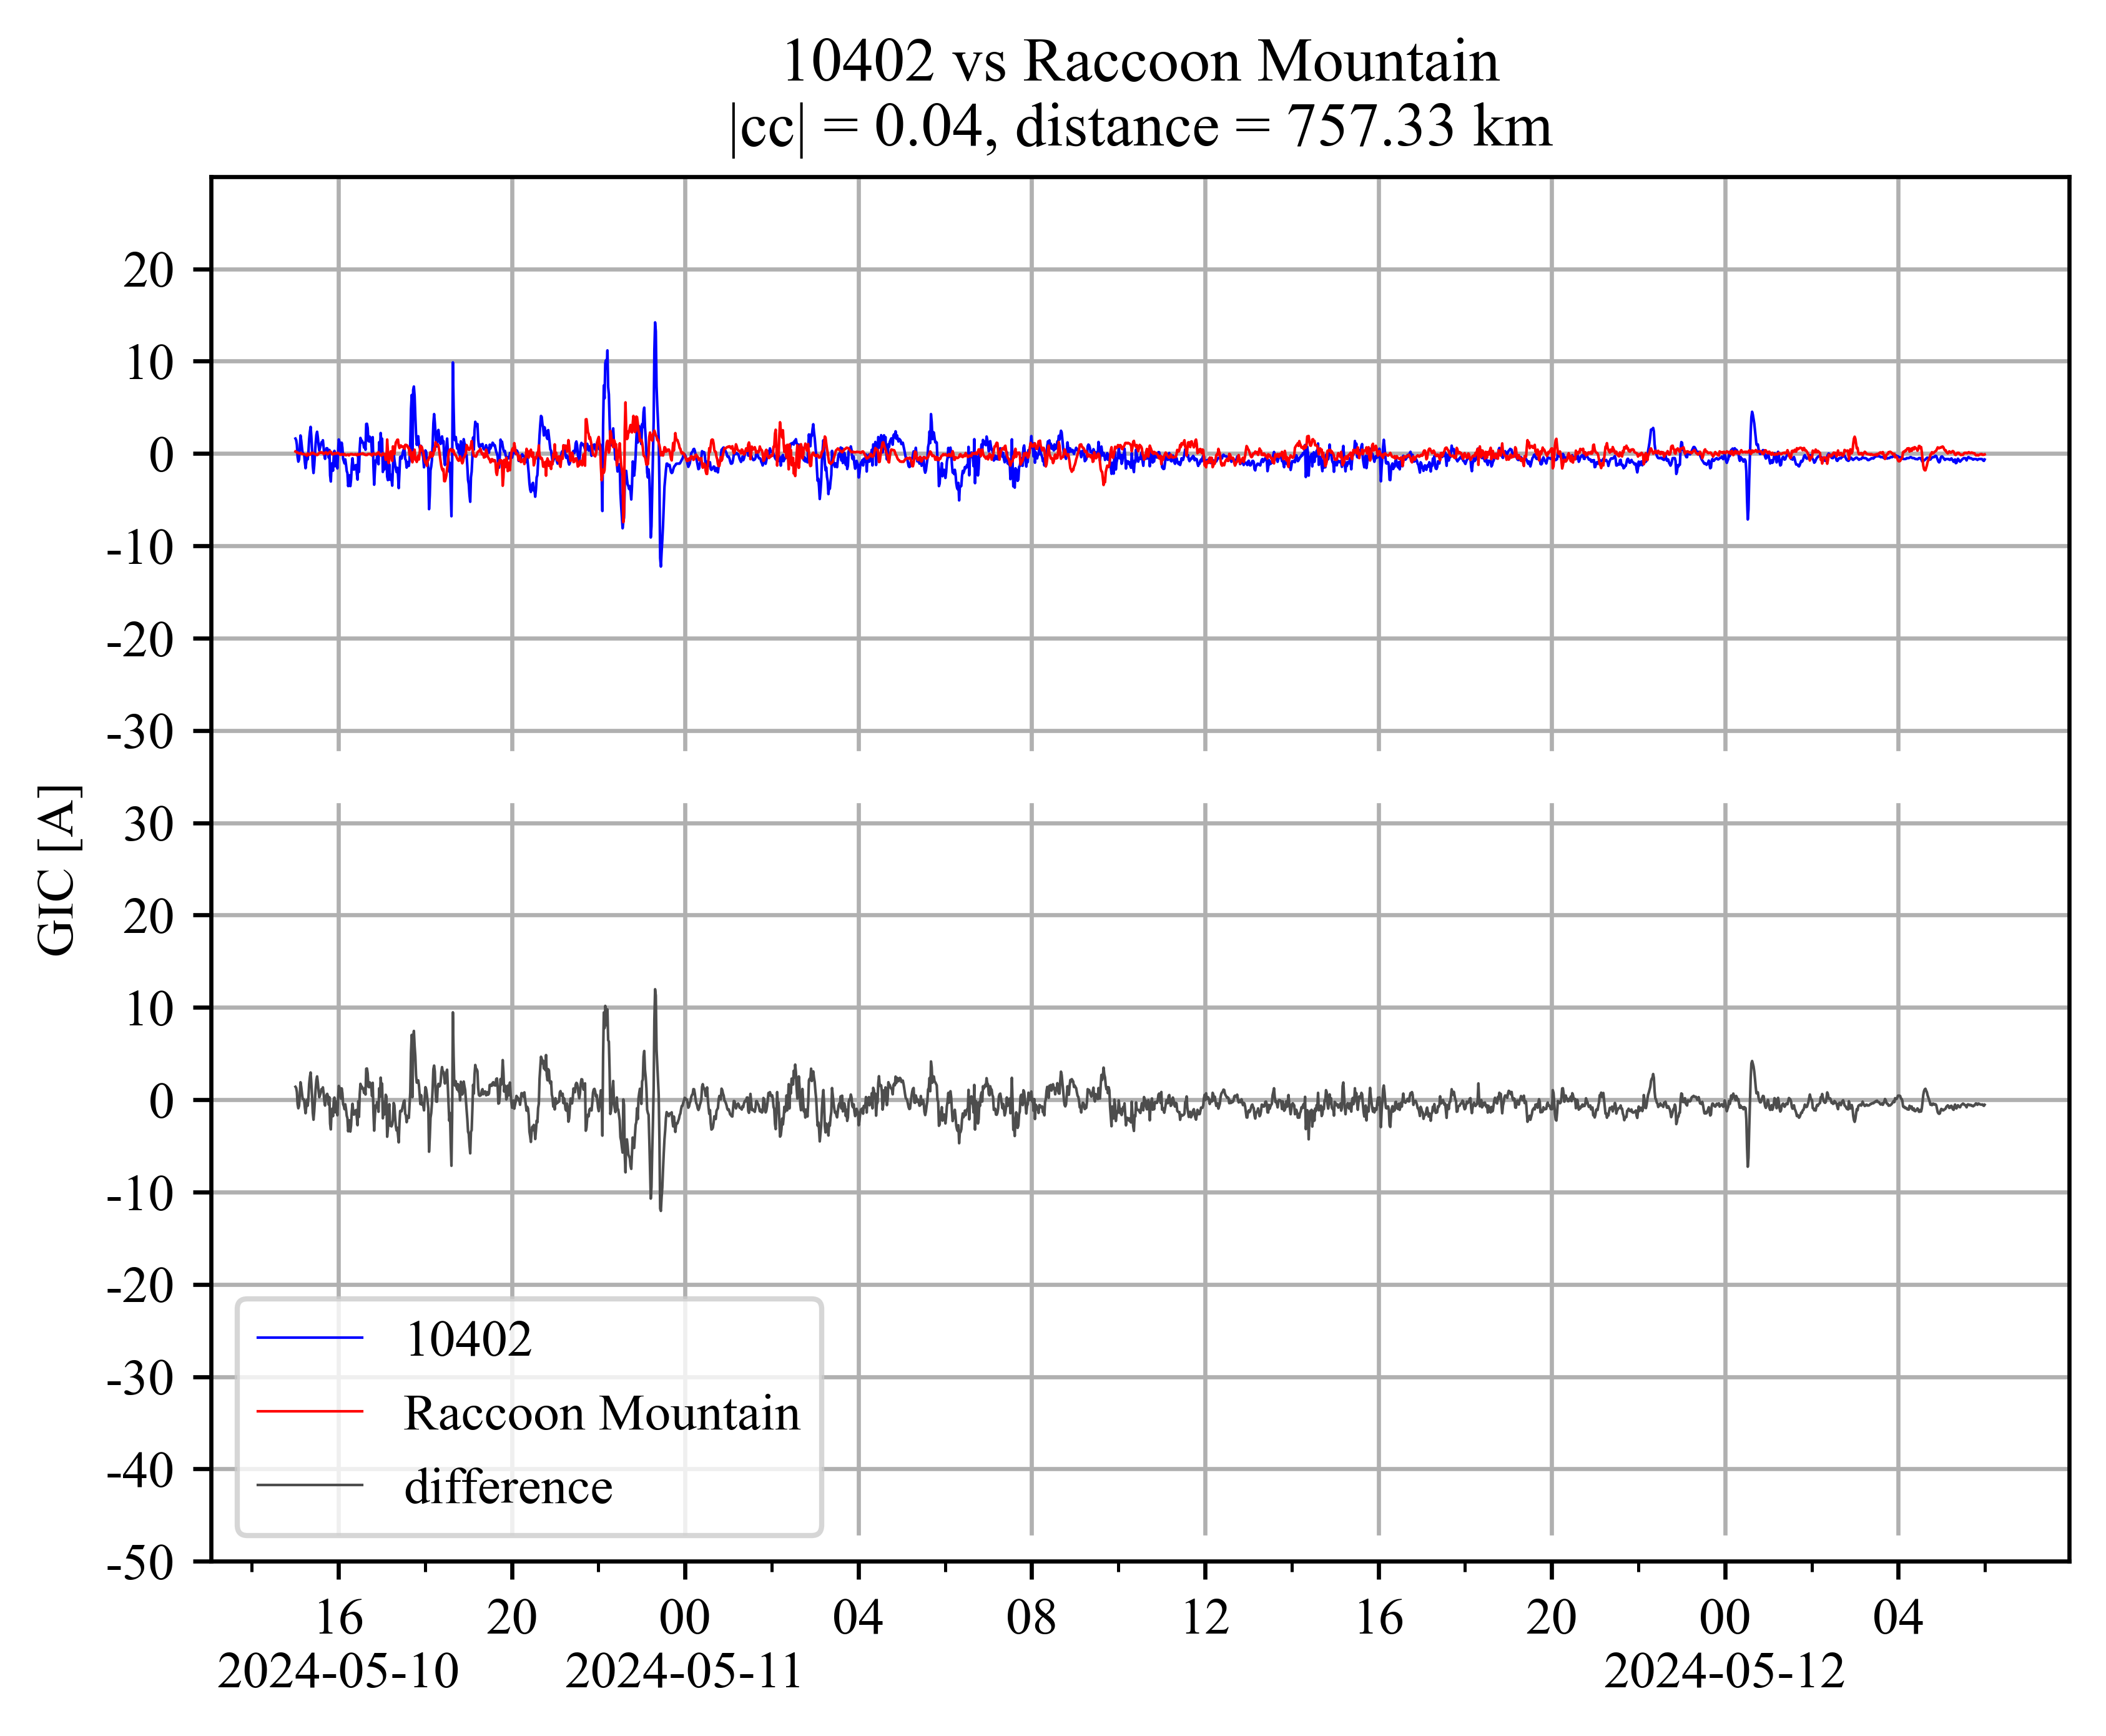 10402 vs Raccoon Mountain
|cc| = 0.04, distance = 757.33 km
GIC [A]
20
10
0
-10
-20
-30
30
20
10
0
-10
-20
-30
-40
-50
10402
Raccoon Mountain
difference
16 20 00 04 08 12 16 20 00 04
2024-05-10 2024-05-11 2024-05-12